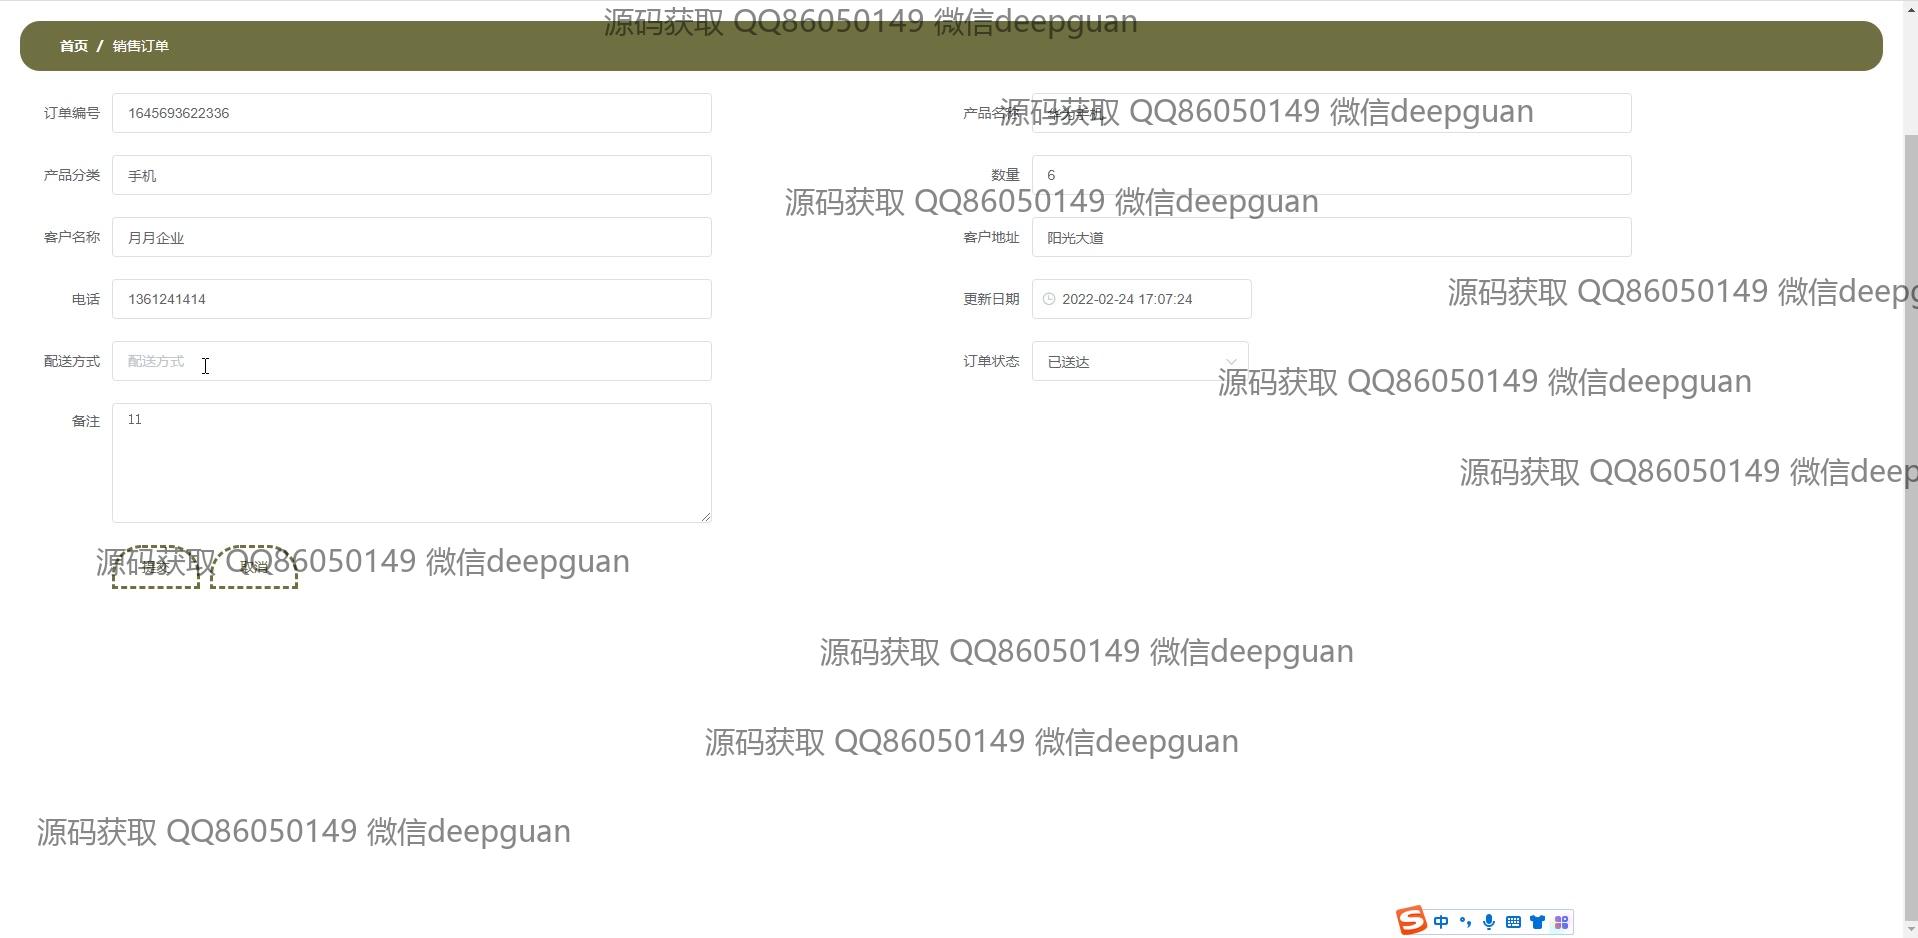 源码获取 QQ86050149 微信deepguan
首页 / 销售订单
订单编号 1645693622336
产品名称 华为手机
源码获取 QQ86050149 微信deepguan
产品分类 手机
数量 6
源码获取 QQ86050149 微信deepguan
客户名称 月月企业
客户地址 阳光大道
电话 1361241414
更新日期 2022-02-24 17:07:24
源码获取 QQ86050149 微信deepg
配送方式 配送方式
订单状态 已送达
源码获取 QQ86050149 微信deepguan
备注 11
源码获取 QQ86050149 微信deep
源码获取 QQ86050149 微信deepguan
提交 取消
源码获取 QQ86050149 微信deepguan
源码获取 QQ86050149 微信deepguan
源码获取 QQ86050149 微信deepguan
中